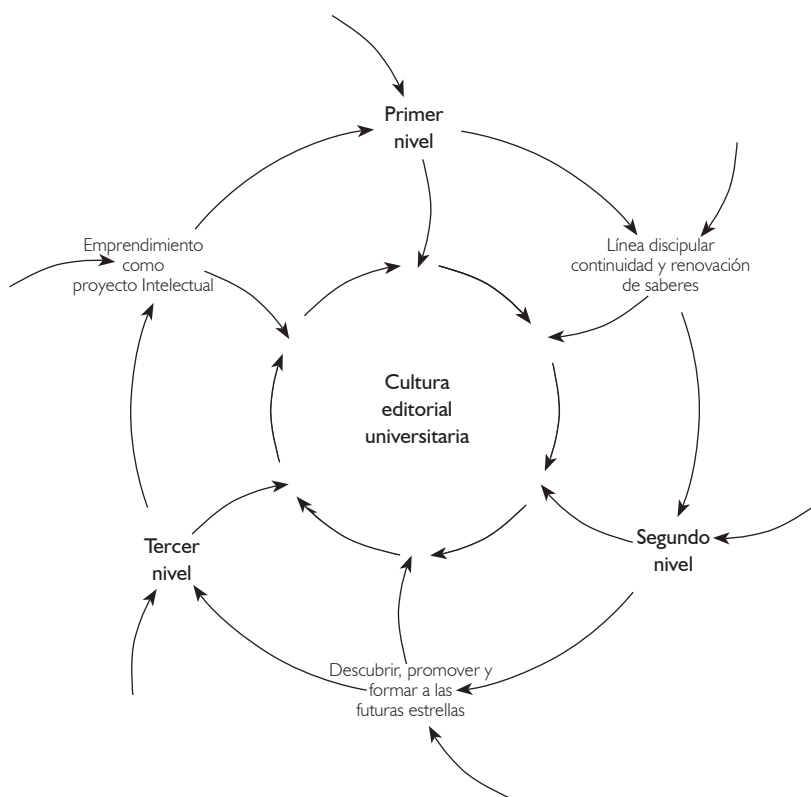 Primer
nivel
Línea discipular
continuidad y renovación
de saberes
Segundo
nivel
Descubrir, promover y
formar a las
futuras estrellas
Tercer
nivel
Emprendimiento
como
proyecto Intelectual
Cultura
editorial
universitaria